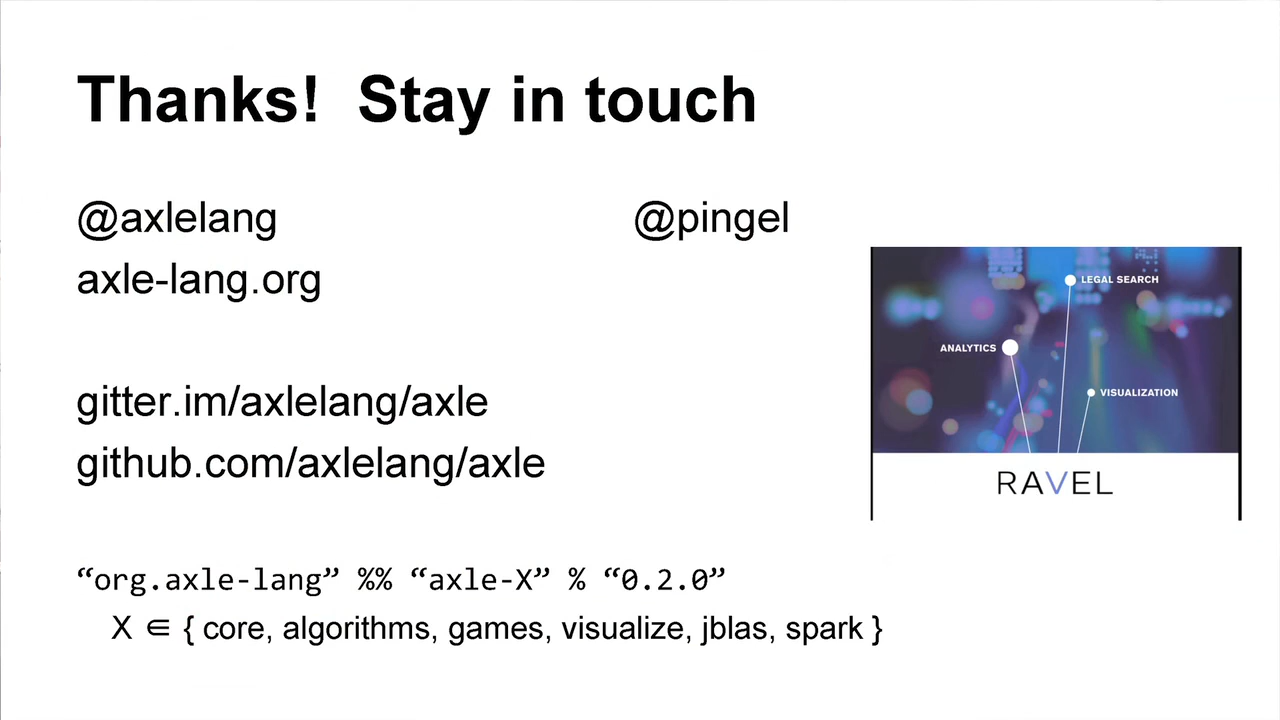 Thanks! Stay in touch
@axlelang
@pingel
axle-lang.org
gitter.im/axlelang/axle
github.com/axlelang/axle
LEGAL SEARCH
ANALYTICS
VISUALIZATION
RAVEL
“org.axle-lang” %% “axle-X” % “0.2.0”
X ∈ { core, algorithms, games, visualize, jblas, spark }